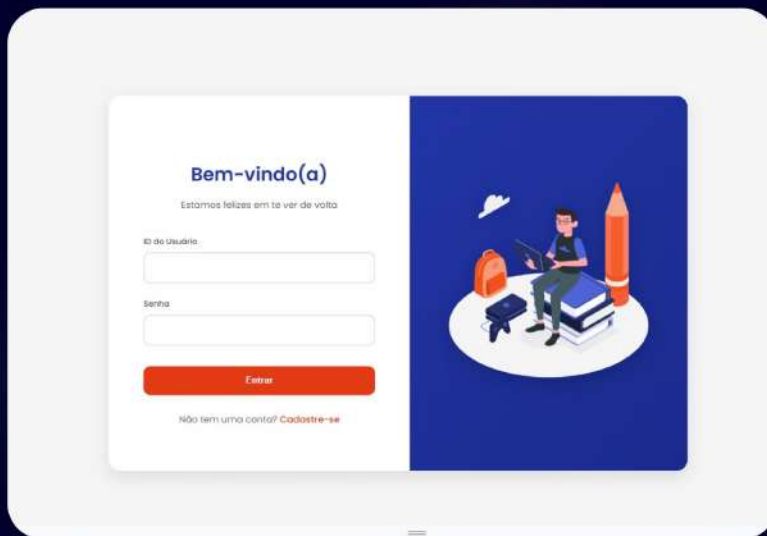 Bem-vindo(a)
Estamos felizes em te ver de volta
ID do Usuário
Senha
Entrar
Não tem uma conta? Cadastre-se